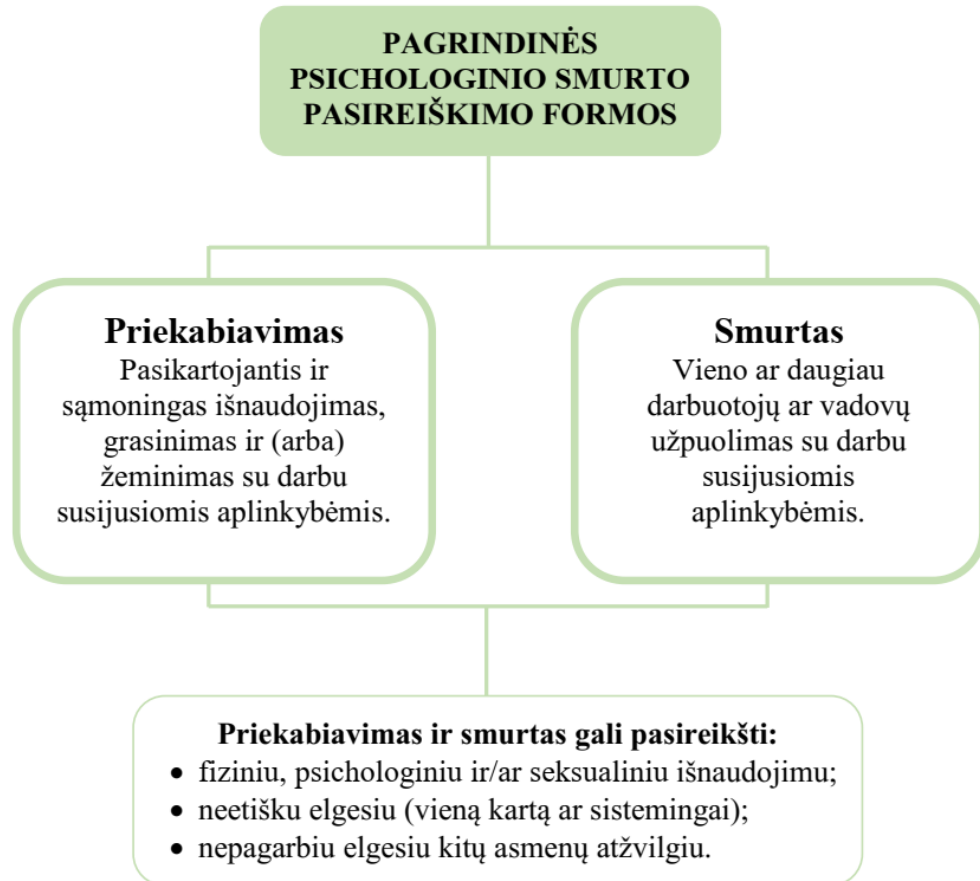 PAGRINDINĖS
PSICHOLOGINIO SMURTO
PASIREIŠKIMO FORMOS
Priekabiavimas
Pasikartojantis ir
sąmoningas išnaudojimas,
grasinimas ir (arba)
žeminimas su darbu
susijusiomis aplinkybėmis.
Smurtas
Vieno ar daugiau
darbuotojų ar vadovų
užpuolimas su darbu
susijusiomis
aplinkybėmis.
Priekabiavimas ir smurtas gali pasireikšti:
• fiziniu, psichologiniu ir/ar seksualiniu išnaudojimu;
• neetišku elgesiu (vieną kartą ar sistemingai);
• nepagarbiu elgesiu kitų asmenų atžvilgiu.